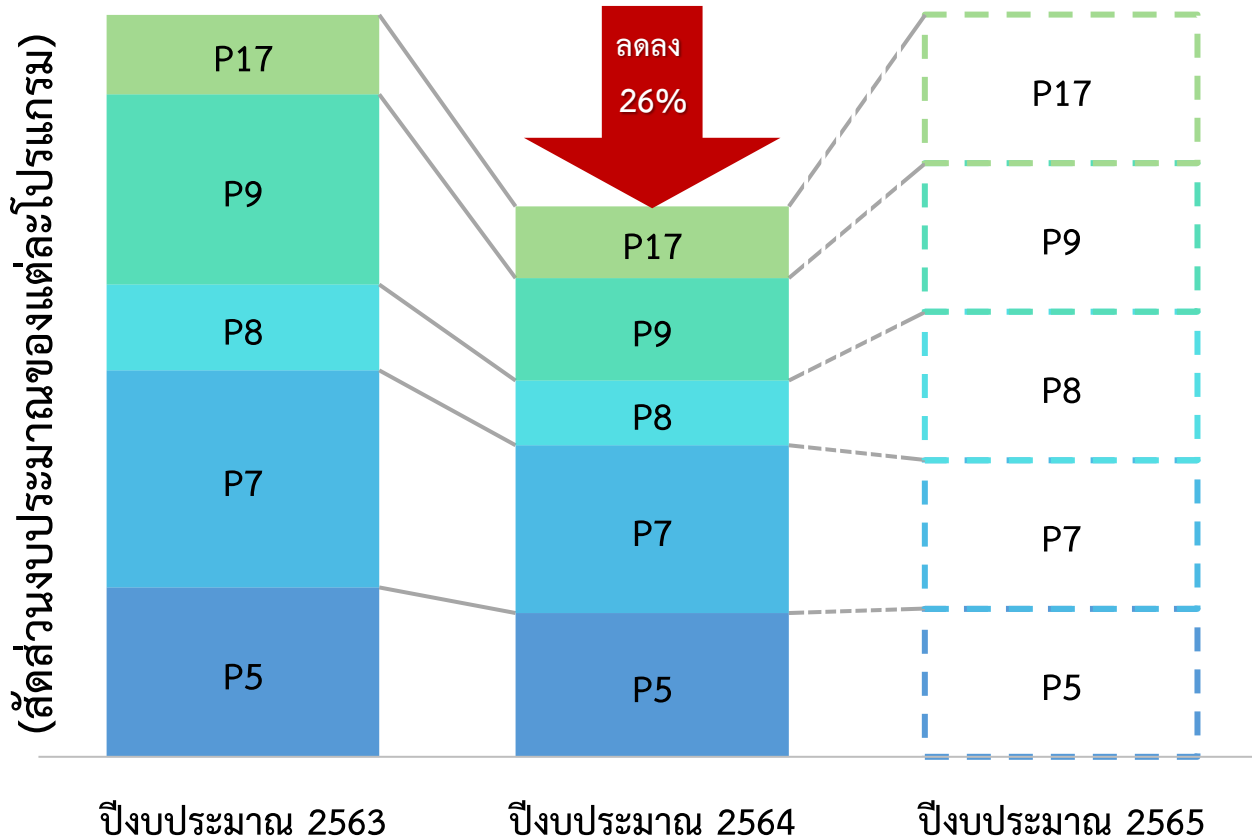 (สัดส่วนงบประมาณของแต่ละโปรแกรม)
P17
P9
P8
P7
P5
ปีงบประมาณ 2563
ลดลง
26%
P17
P9
P8
P7
P5
ปีงบประมาณ 2564
P17
P9
P8
P7
P5
ปีงบประมาณ 2565